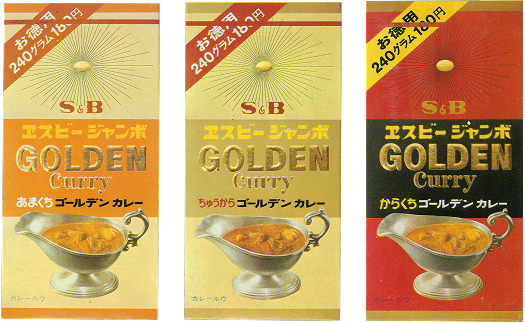 お徳用
240グラム180円
S&B
ヱスビージャンボ
GOLDEN
Curry
あまくち ゴールデン カレー
カレールウ
お徳用
240グラム180円
S&B
ヱスビージャンボ
GOLDEN
Curry
ちゅうから ゴールデン カレー
カレールウ
お徳用
240グラム180円
S&B
ヱスビージャンボ
GOLDEN
Curry
からくち ゴールデン カレー
カレールウ